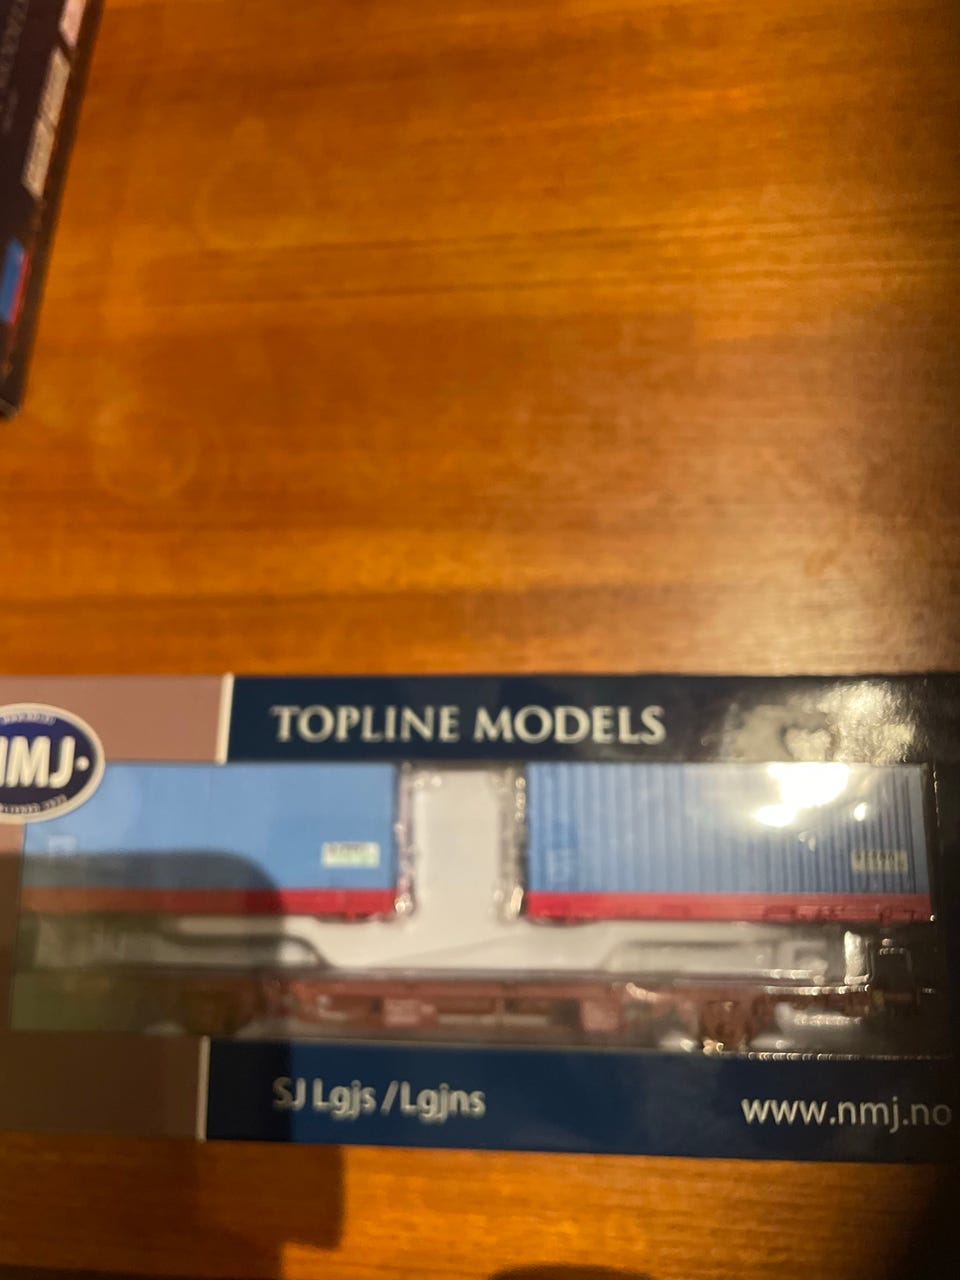 TOPLINE MODELS
NMJ
SJ Lgjs / Lgjns
www.nmj.no